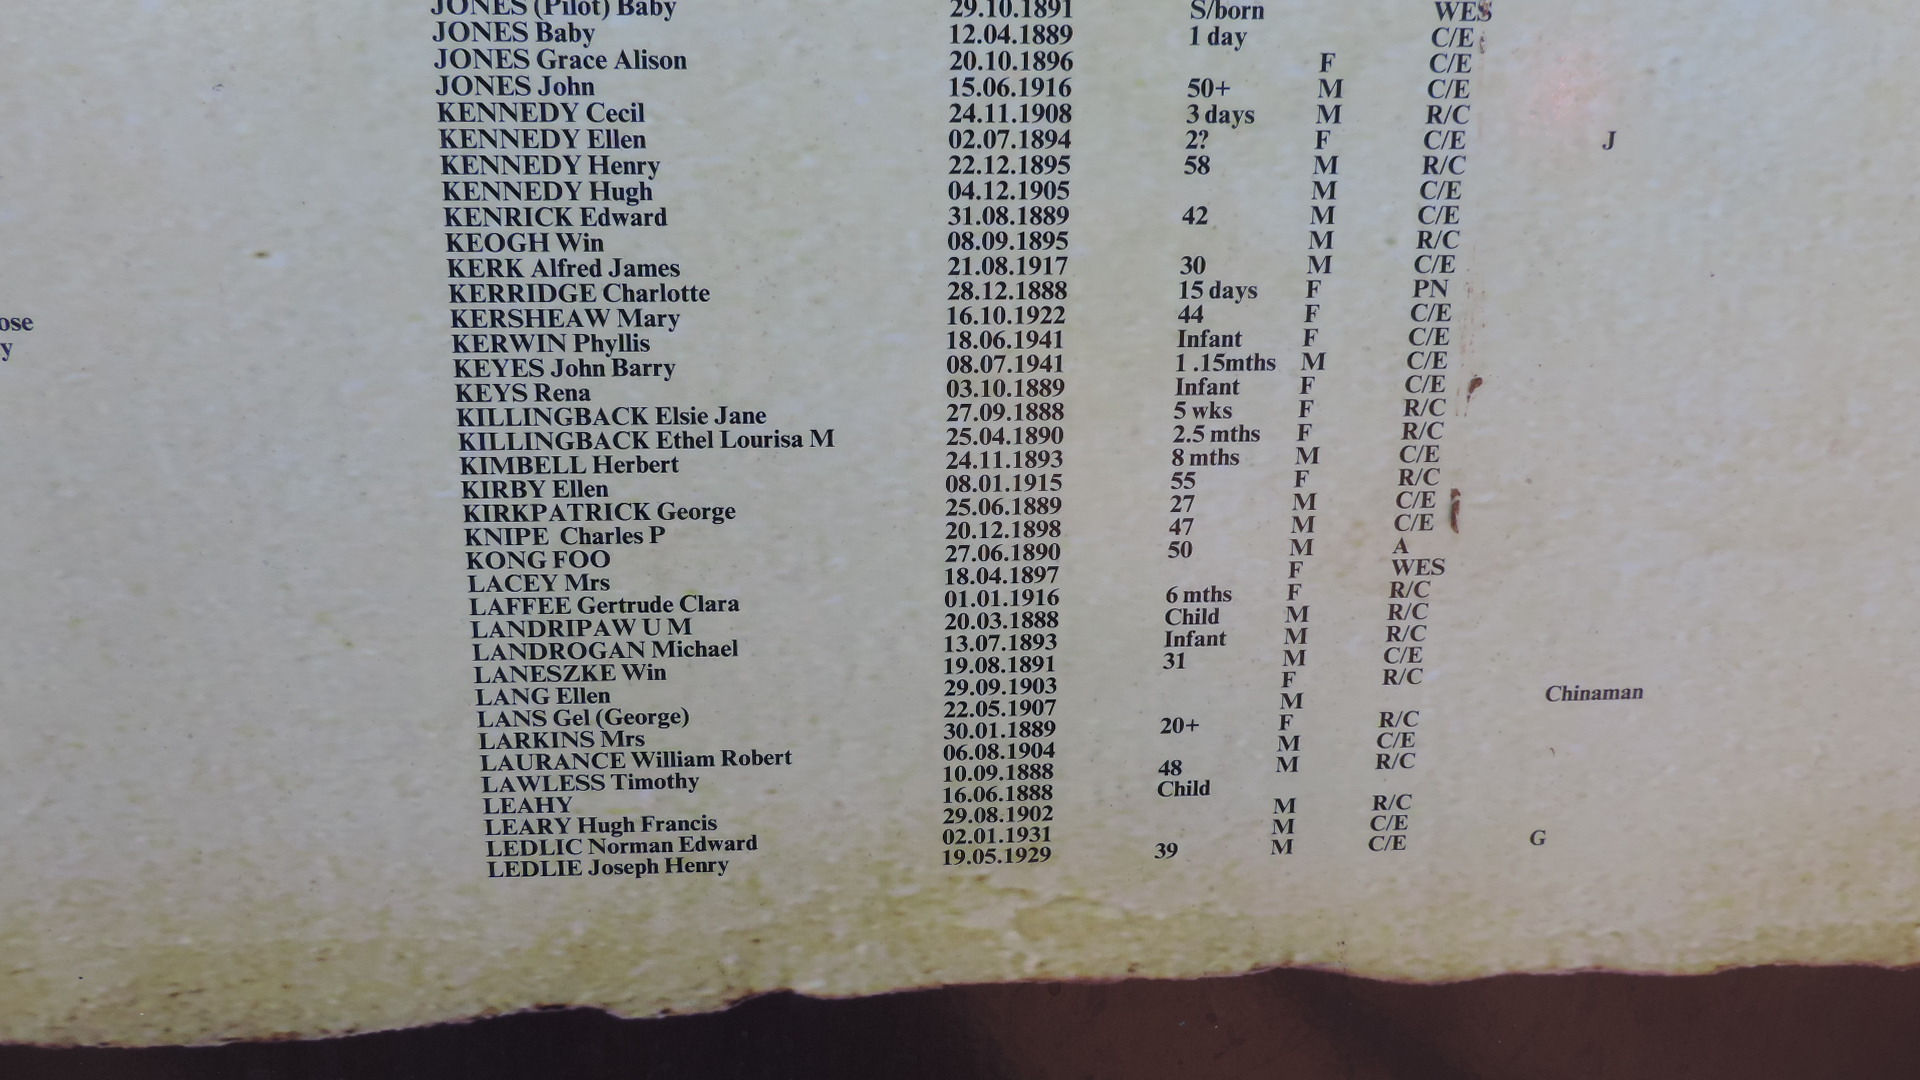 JONES (Pilot) Baby 29.10.1891 S/born WES
JONES Baby 12.04.1889 1 day C/E
JONES Grace Alison 20.10.1896 F C/E
JONES John 15.06.1916 50+ M C/E
KENNEDY Cecil 24.11.1908 3 days M R/C
KENNEDY Ellen 02.07.1894 2? F C/E J
KENNEDY Henry 22.12.1895 58 M R/C
KENNEDY Hugh 04.12.1905 M C/E
KENRICK Edward 31.08.1889 42 M C/E
KEOGH Win 08.09.1895 M R/C
KERK Alfred James 21.08.1917 30 M C/E
KERRIDGE Charlotte 28.12.1888 15 days F PN
ose KERSHEAW Mary 16.10.1922 44 F C/E
y KERWIN Phyllis 18.06.1941 Infant F C/E
KEYES John Barry 08.07.1941 1 .15mths M C/E
KEYS Rena 03.10.1889 Infant F C/E
KILLINGBACK Elsie Jane 27.09.1888 5 wks F R/C
KILLINGBACK Ethel Lourisa M 25.04.1890 2.5 mths F R/C
KIMBELL Herbert 24.11.1893 8 mths M C/E
KIRBY Ellen 08.01.1915 55 F R/C
KIRKPATRICK George 25.06.1889 27 M C/E
KNIPE Charles P 20.12.1898 47 M C/E
KONG FOO 27.06.1890 50 M A
LACEY Mrs 18.04.1897 F WES
LAFFEE Gertrude Clara 01.01.1916 6 mths F R/C
LANDRIPAW U M 20.03.1888 Child M R/C
LANDROGAN Michael 13.07.1893 Infant M R/C
LANESZKE Win 19.08.1891 31 M C/E
LANG Ellen 29.09.1903 F R/C
LANS Gel (George) 22.05.1907 M Chinaman
LARKINS Mrs 30.01.1889 20+ F R/C
LAURANCE William Robert 06.08.1904 M C/E
LAWLESS Timothy 10.09.1888 48 M R/C
LEAHY 16.06.1888 Child
LEARY Hugh Francis 29.08.1902 M R/C
LEDLIC Norman Edward 02.01.1931 M C/E
LEDLIE Joseph Henry 19.05.1929 39 M C/E G